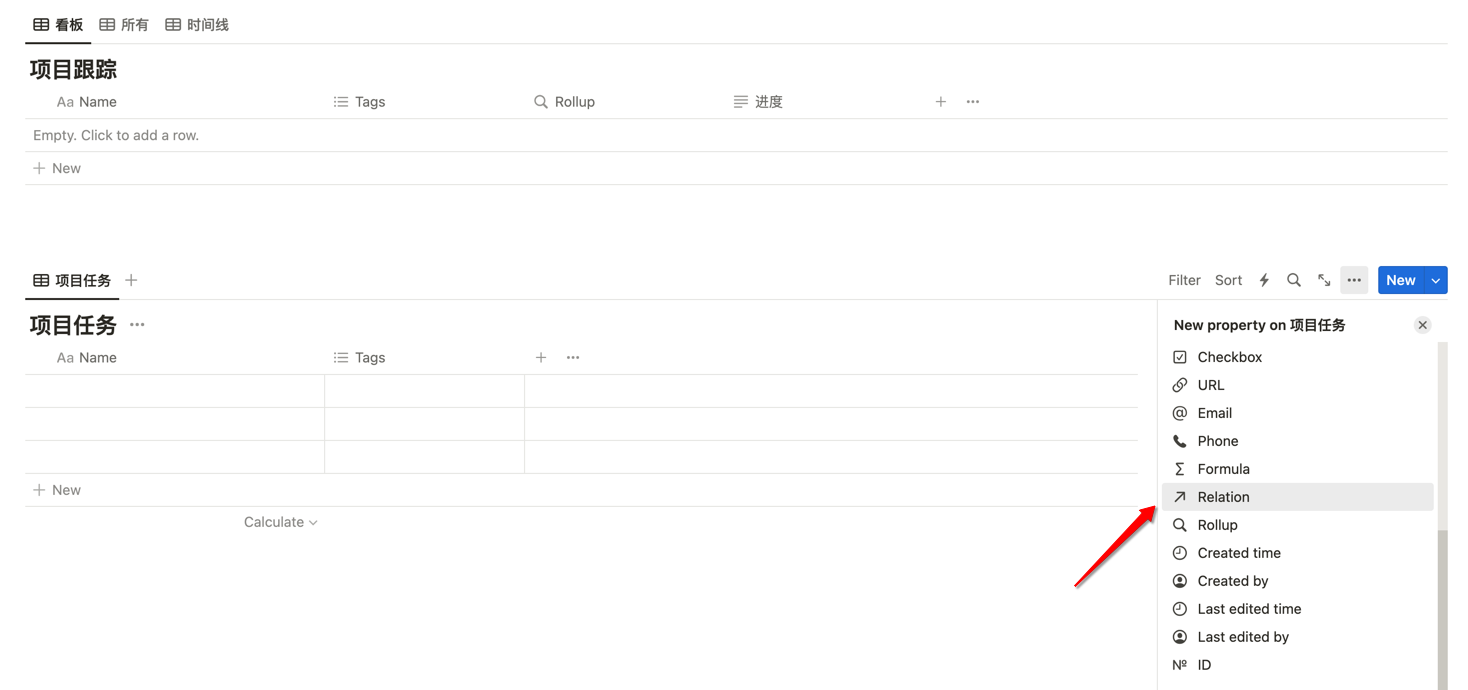 看板 所有 时间线
项目跟踪
Aa Name Tags Rollup 进度
Empty. Click to add a row.
New
项目任务 Filter Sort New
项目任务
Aa Name Tags
New
Calculate
New property on 项目任务
Checkbox
URL
Email
Phone
Formula
Relation
Rollup
Created time
Created by
Last edited time
Last edited by
Nº ID